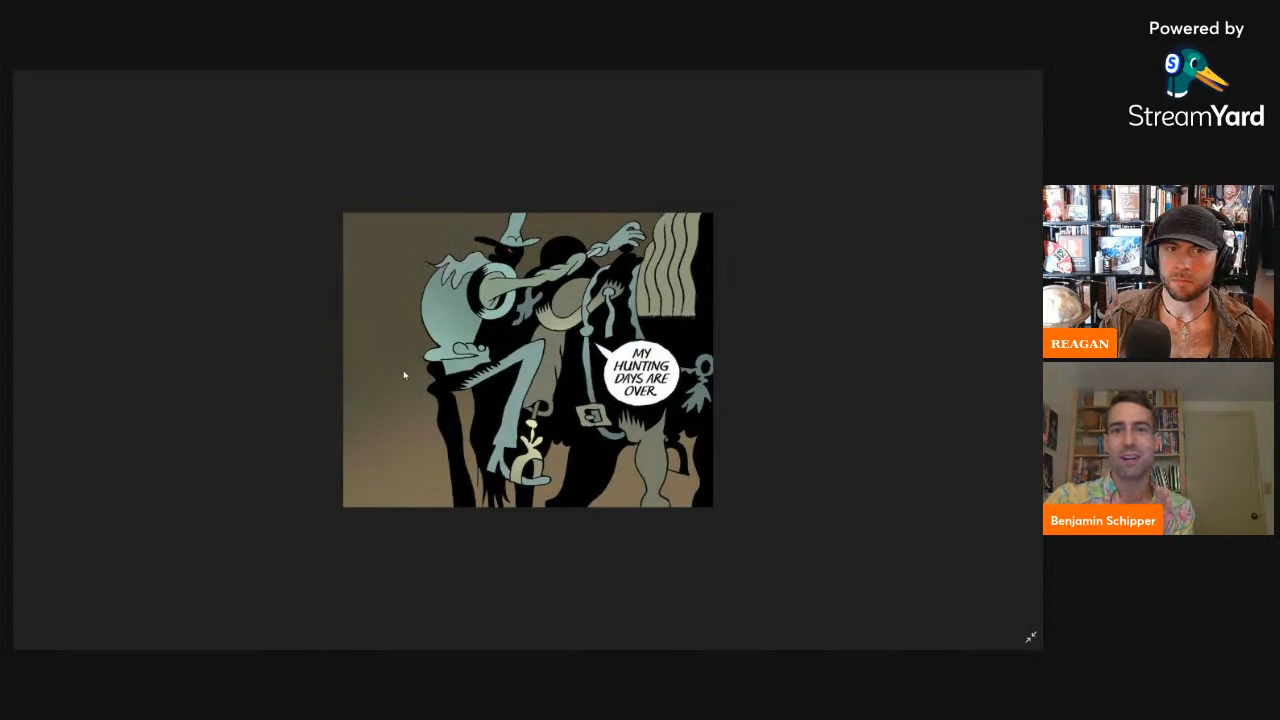 Powered by
StreamYard
MY
HUNTING
DAYS ARE
OVER.
REAGAN
Benjamin Schipper